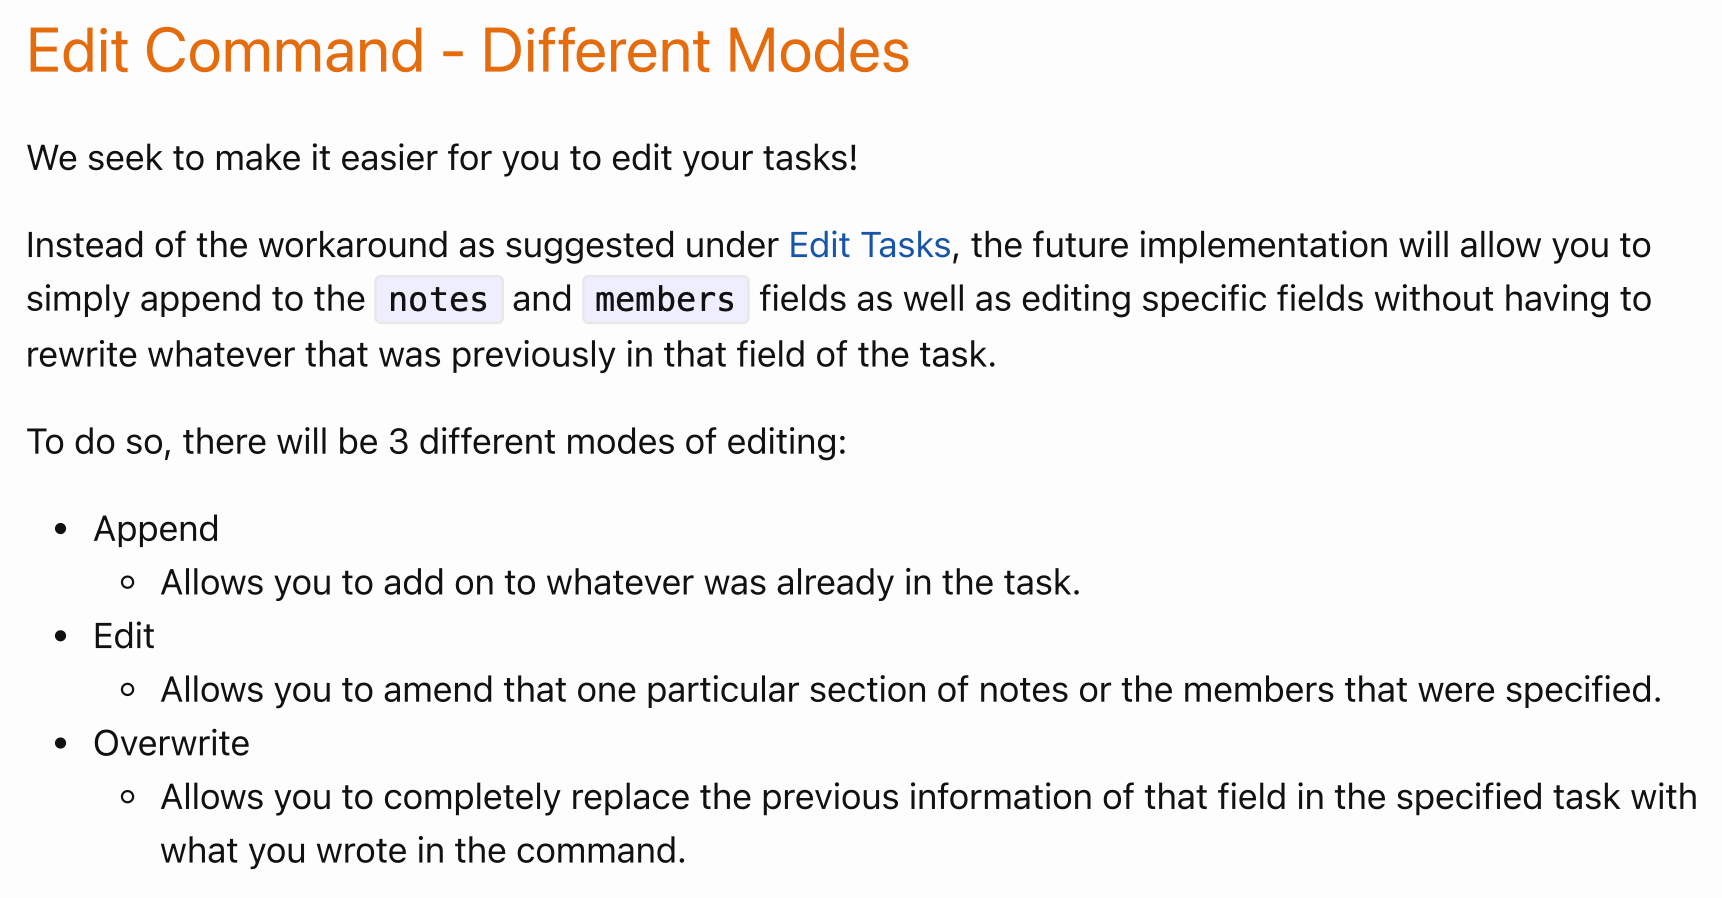 Edit Command - Different Modes
We seek to make it easier for you to edit your tasks!
Instead of the workaround as suggested under Edit Tasks, the future implementation will allow you to
simply append to the notes and members fields as well as editing specific fields without having to
rewrite whatever that was previously in that field of the task.
To do so, there will be 3 different modes of editing:
• Append
◦ Allows you to add on to whatever was already in the task.
• Edit
◦ Allows you to amend that one particular section of notes or the members that were specified.
• Overwrite
◦ Allows you to completely replace the previous information of that field in the specified task with
what you wrote in the command.